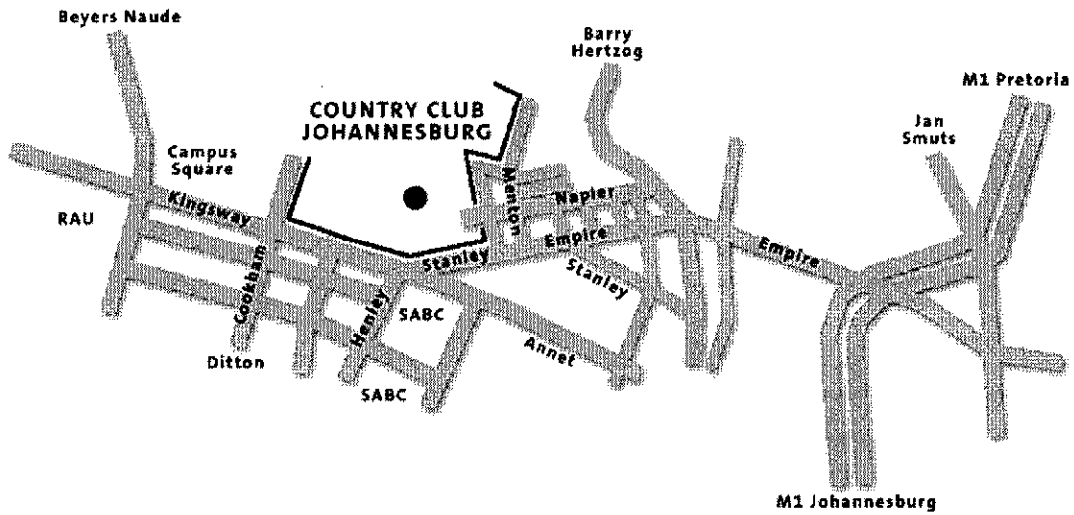 Beyers Naude
Barry
Hertzog
M1 Pretoria
COUNTRY CLUB
JOHANNESBURG
Jan
Smuts
Campus
Square
Menton
Napier
Kingsway
RAU
Empire
Empire
Stanley
Stanley
Cookham
Henley
SABC
Annet
Ditton
SABC
M1 Johannesburg